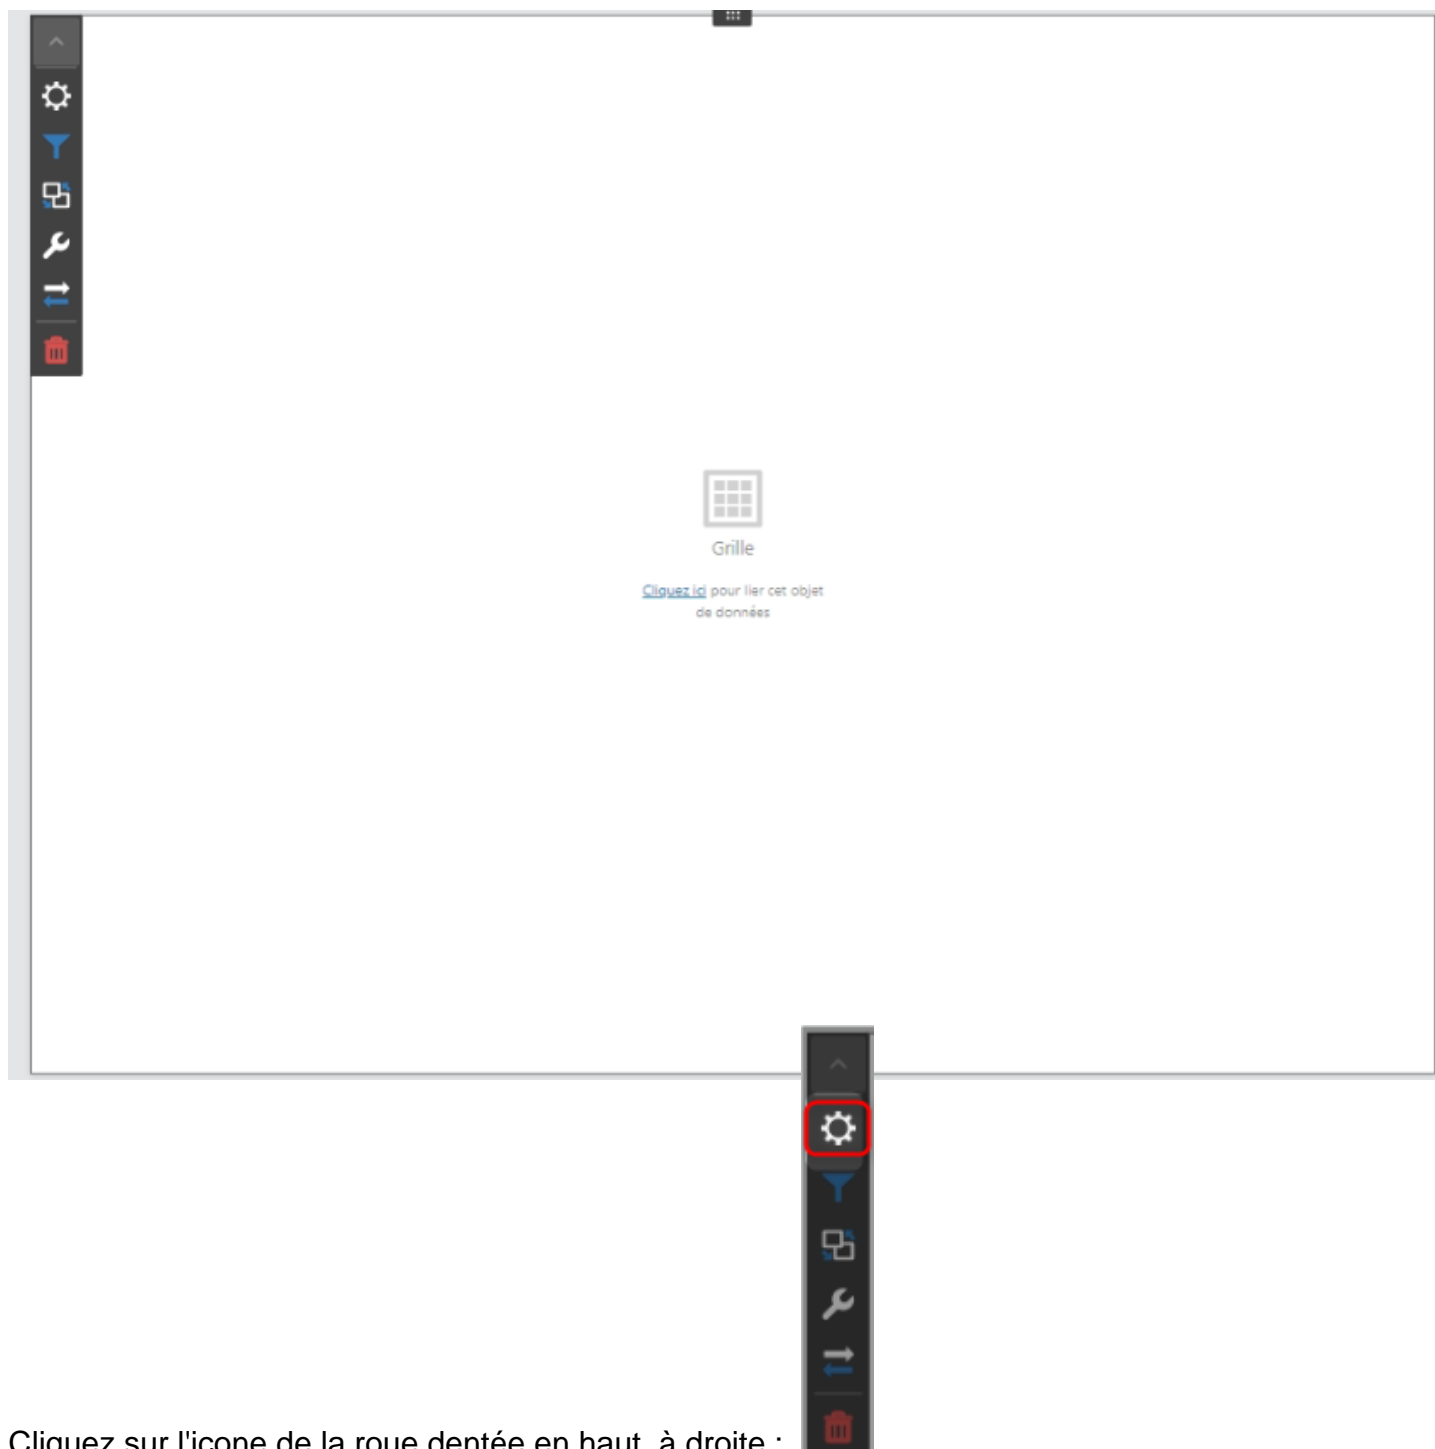 Grille
Cliquez ici pour lier cet objet
de données
Cliquez sur l'icone de la roue dentée en haut, à droite :